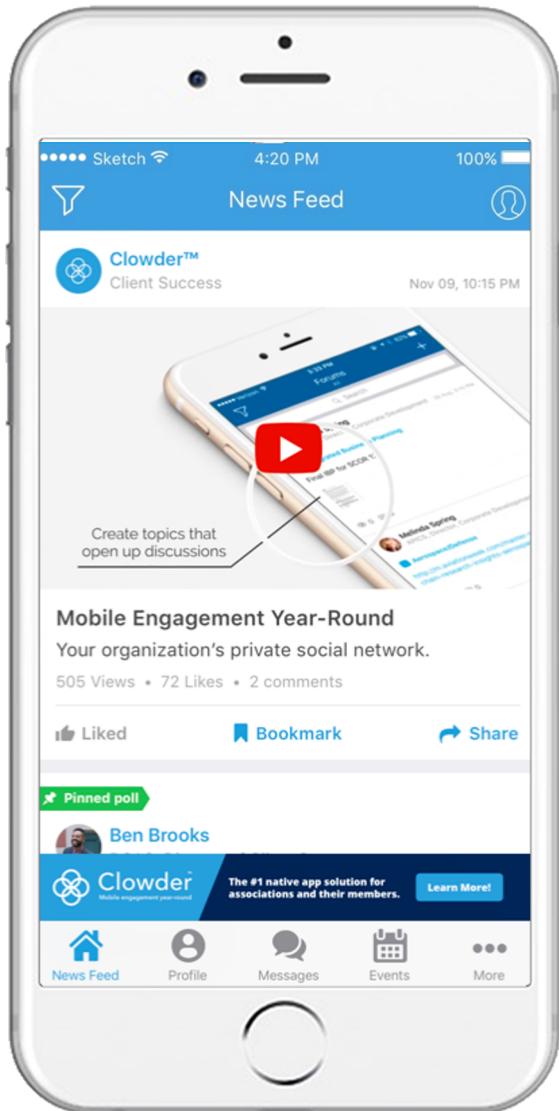 Sketch
4:20 PM
100%
News Feed
Clowder™
Client Success
Nov 09, 10:15 PM
Forums
Search
Create topics that
open up discussions
Melinda Spring
Mobile Engagement Year-Round
Your organization's private social network.
505 Views • 72 Likes • 2 comments
Liked
Bookmark
Share
Pinned poll
Ben Brooks
Clowder
Mobile engagement year-round
The #1 native app solution for
associations and their members.
Learn More!
News Feed
Profile
Messages
Events
More